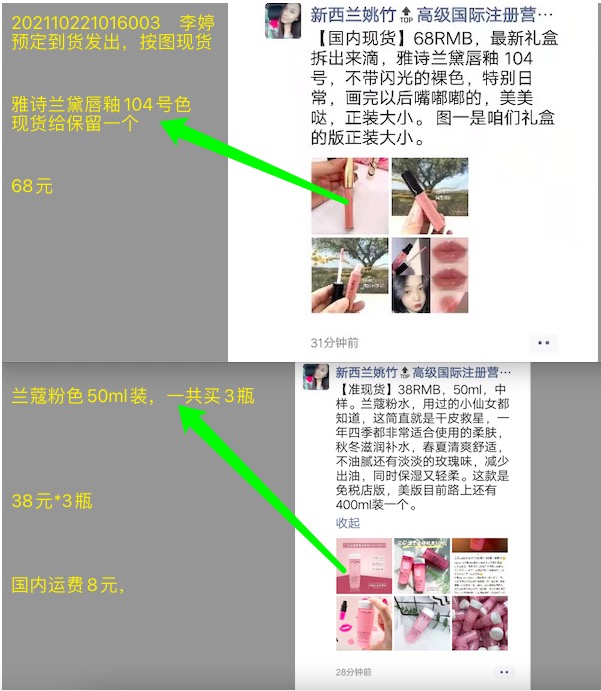 202110221016003 李婷
预定到货发出，按图现货
雅诗兰黛唇釉104号色
现货给保留一个
68元
新西兰姚竹TOP高级国际注册营···
【国内现货】68RMB，最新礼盒
拆出来滴，雅诗兰黛唇釉 104
号，不带闪光的裸色，特别日
常，画完以后嘴嘟嘟的，美美
哒，正装大小。 图一是咱们礼盒
的版正装大小。
31分钟前
兰蔻粉色50ml装，一共买3瓶
38元*3瓶
国内运费8元，
新西兰姚竹TOP高级国际注册营···
【准现货】38RMB，50ml，中
样。兰蔻粉水，用过的小仙女都
知道，这简直就是干皮救星，一
年四季都非常适合使用的柔肤，
秋冬滋润补水，春夏清爽舒适，
不油腻还有淡淡的玫瑰味，减少
出油，同时保湿又轻柔。这款是
免税店版，美版目前路上还有
400ml装一个。
收起
28分钟前